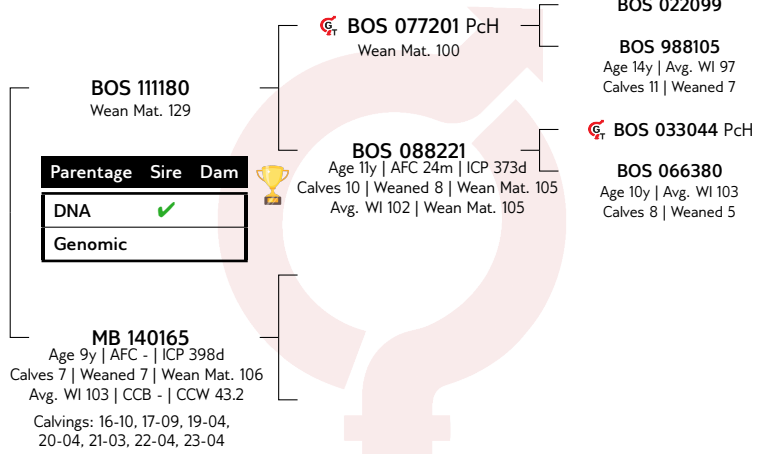 BOS 022099
GT BOS 077201 PcH
Wean Mat. 100
BOS 988105
Age 14y | Avg. WI 97
Calves 11 | Weaned 7
BOS 111180
Wean Mat. 129
GT BOS 033044 PcH
BOS 088221
Age 11y | AFC 24m | ICP 373d
Calves 10 | Weaned 8 | Wean Mat. 105
Avg. WI 102 | Wean Mat. 105
BOS 066380
Age 10y | Avg. WI 103
Calves 8 | Weaned 5
Parentage Sire Dam
DNA ✔
Genomic
MB 140165
Age 9y | AFC - | ICP 398d
Calves 7 | Weaned 7 | Wean Mat. 106
Avg. WI 103 | CCB - | CCW 43.2
Calvings: 16-10, 17-09, 19-04,
20-04, 21-03, 22-04, 23-04